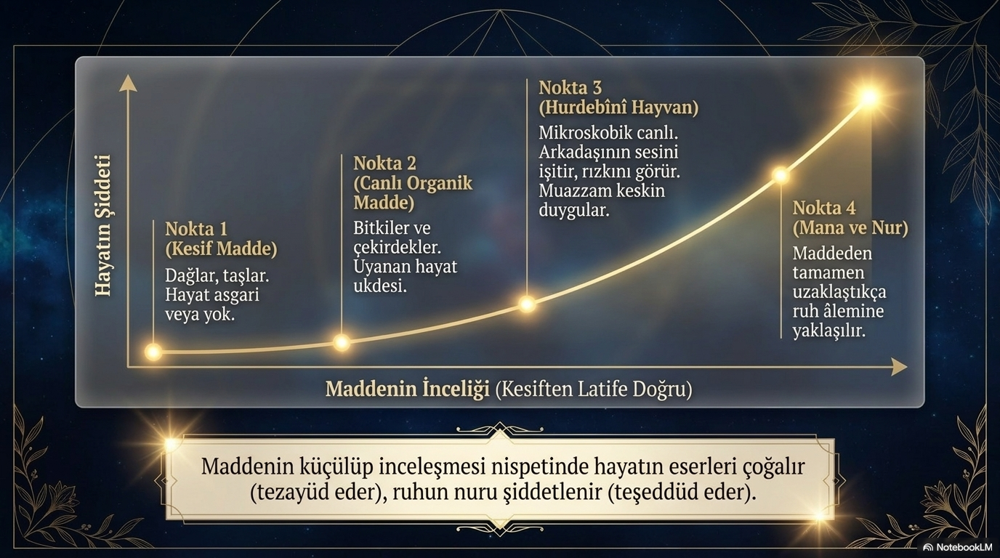 Hayatın Şiddeti
Nokta 1
(Kesif Madde)
Dağlar, taşlar.
Hayat asgari
veya yok.
Nokta 2
(Canlı Organik
Madde)
Bitkiler ve
çekirdekler.
Uyanan hayat
ukdesi.
Nokta 3
(Hurdebînî Hayvan)
Mikroskobik canlı.
Arkadaşının sesini
işitir, rızkını görür.
Muazzam keskin
duygular.
Nokta 4
(Mana ve Nur)
Maddeden
tamamen
uzaklaştıkça
ruh âlemine
yaklaşılır.
Maddenin İnceliği (Kesiften Latife Doğru)
Maddenin küçülüp inceleşmesi nispetinde hayatın eserleri çoğalır
(tezayüd eder), ruhun nuru şiddetlenir (teşeddüd eder).
NotebookLM